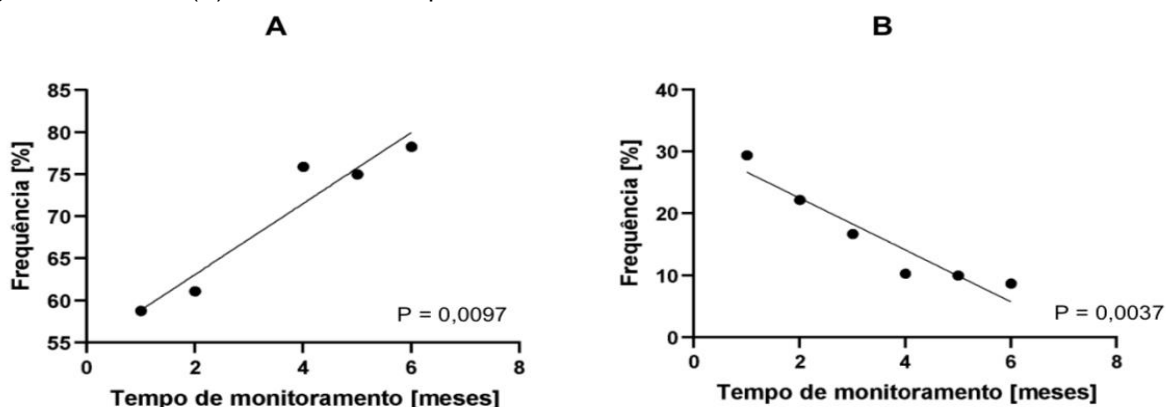 A
B
85
80
75
70
65
60
55
Frequência [%]
P = 0,0097
0
2
4
6
8
Tempo de monitoramento [meses]
40
30
20
10
0
Frequência [%]
P = 0,0037
0
2
4
6
8
Tempo de monitoramento [meses]